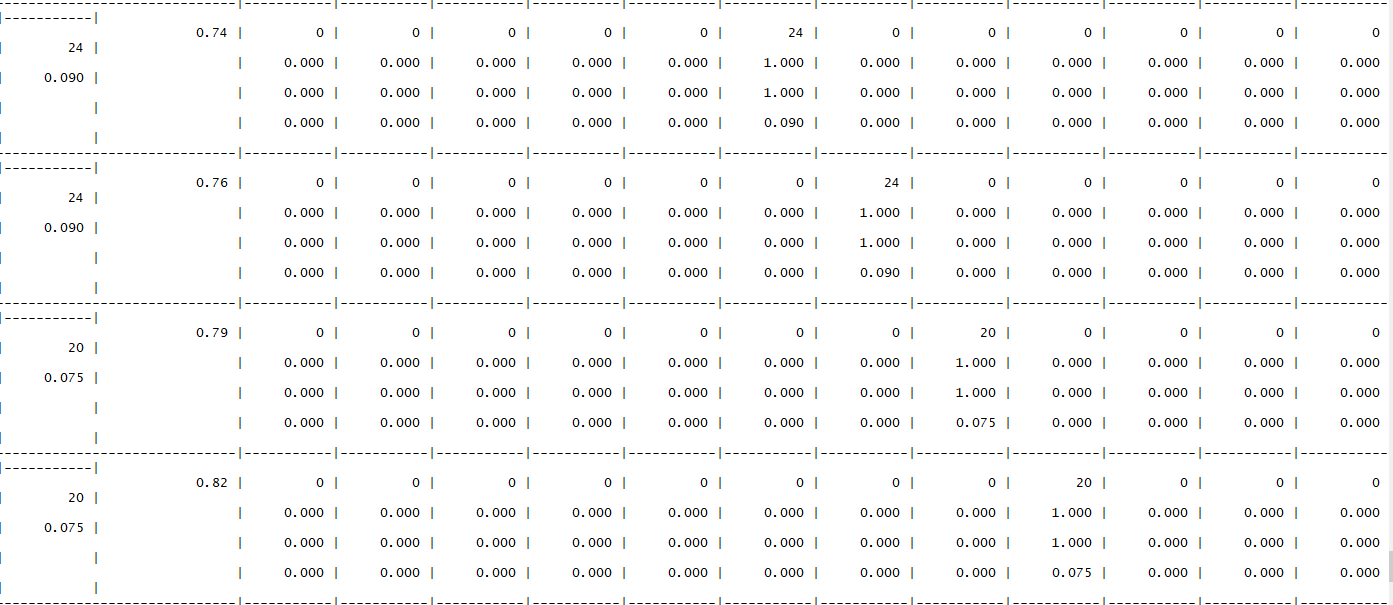 0.74 | 0 | 0 | 0 | 0 | 0 | 24 | 0 | 0 | 0 | 0 | 0 | 0
| 24 |
| 0.000 | 0.000 | 0.000 | 0.000 | 0.000 | 1.000 | 0.000 | 0.000 | 0.000 | 0.000 | 0.000 | 0.000
| 0.090 |
| 0.000 | 0.000 | 0.000 | 0.000 | 0.000 | 1.000 | 0.000 | 0.000 | 0.000 | 0.000 | 0.000 | 0.000
| 0.000 | 0.000 | 0.000 | 0.000 | 0.000 | 0.090 | 0.000 | 0.000 | 0.000 | 0.000 | 0.000 | 0.000
0.76 | 0 | 0 | 0 | 0 | 0 | 0 | 24 | 0 | 0 | 0 | 0 | 0
| 24 |
| 0.000 | 0.000 | 0.000 | 0.000 | 0.000 | 0.000 | 1.000 | 0.000 | 0.000 | 0.000 | 0.000 | 0.000
| 0.090 |
| 0.000 | 0.000 | 0.000 | 0.000 | 0.000 | 0.000 | 1.000 | 0.000 | 0.000 | 0.000 | 0.000 | 0.000
| 0.000 | 0.000 | 0.000 | 0.000 | 0.000 | 0.000 | 0.090 | 0.000 | 0.000 | 0.000 | 0.000 | 0.000
0.79 | 0 | 0 | 0 | 0 | 0 | 0 | 0 | 20 | 0 | 0 | 0 | 0
| 20 |
| 0.000 | 0.000 | 0.000 | 0.000 | 0.000 | 0.000 | 0.000 | 1.000 | 0.000 | 0.000 | 0.000 | 0.000
| 0.075 |
| 0.000 | 0.000 | 0.000 | 0.000 | 0.000 | 0.000 | 0.000 | 1.000 | 0.000 | 0.000 | 0.000 | 0.000
| 0.000 | 0.000 | 0.000 | 0.000 | 0.000 | 0.000 | 0.000 | 0.075 | 0.000 | 0.000 | 0.000 | 0.000
0.82 | 0 | 0 | 0 | 0 | 0 | 0 | 0 | 0 | 20 | 0 | 0 | 0
| 20 |
| 0.000 | 0.000 | 0.000 | 0.000 | 0.000 | 0.000 | 0.000 | 0.000 | 1.000 | 0.000 | 0.000 | 0.000
| 0.075 |
| 0.000 | 0.000 | 0.000 | 0.000 | 0.000 | 0.000 | 0.000 | 0.000 | 1.000 | 0.000 | 0.000 | 0.000
| 0.000 | 0.000 | 0.000 | 0.000 | 0.000 | 0.000 | 0.000 | 0.000 | 0.075 | 0.000 | 0.000 | 0.000